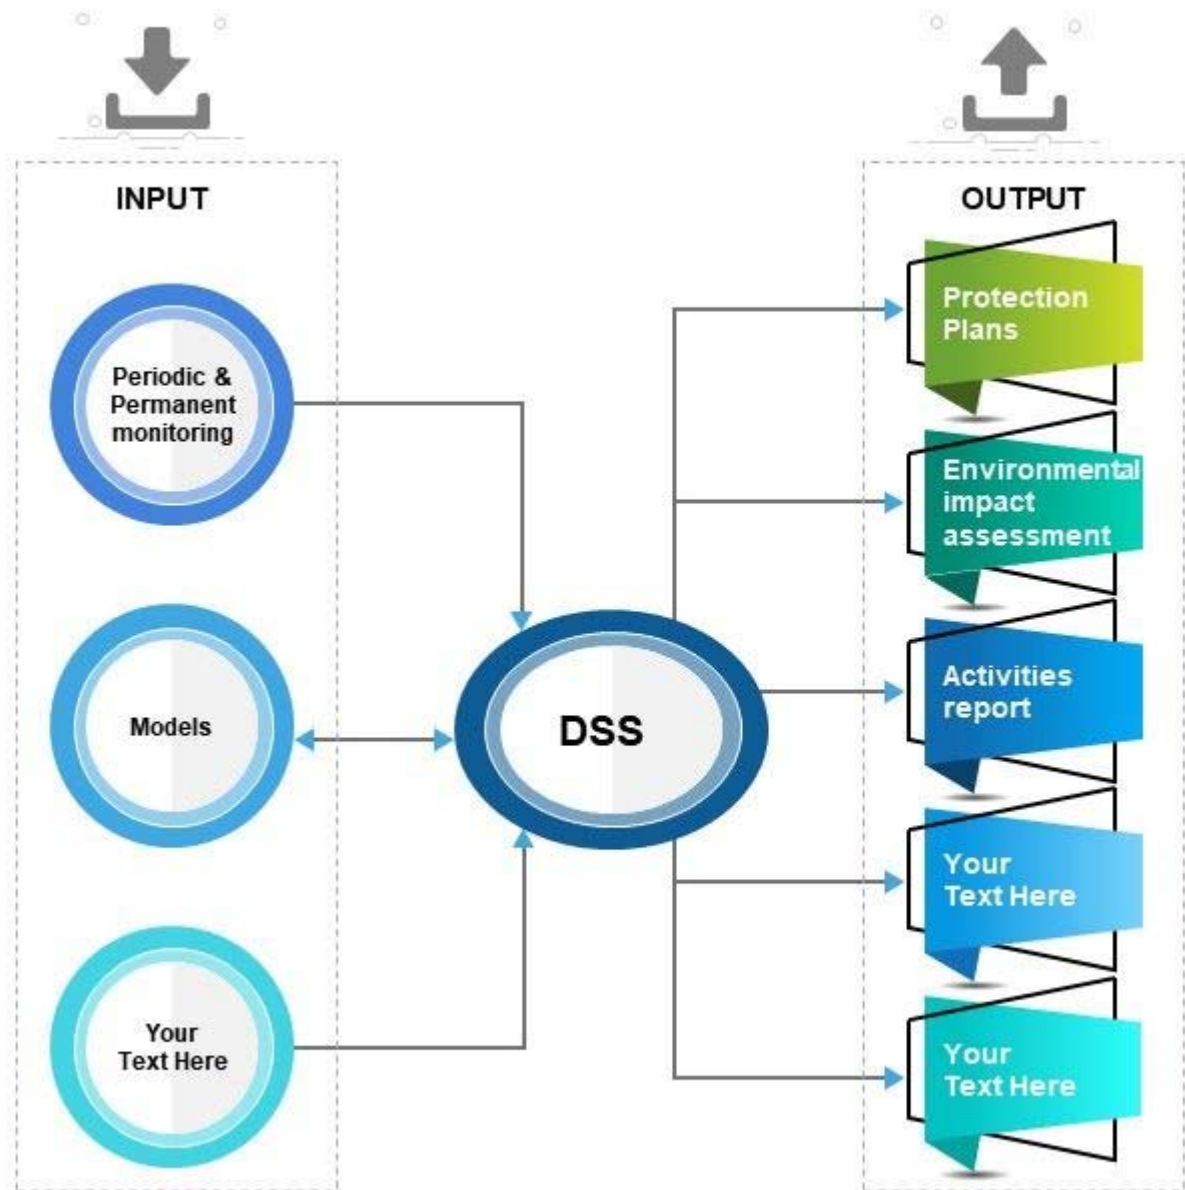 INPUT
Periodic &
Permanent
monitoring
Models
Your
Text Here
DSS
OUTPUT
Protection
Plans
Environmental
impact
assessment
Activities
report
Your
Text Here
Your
Text Here